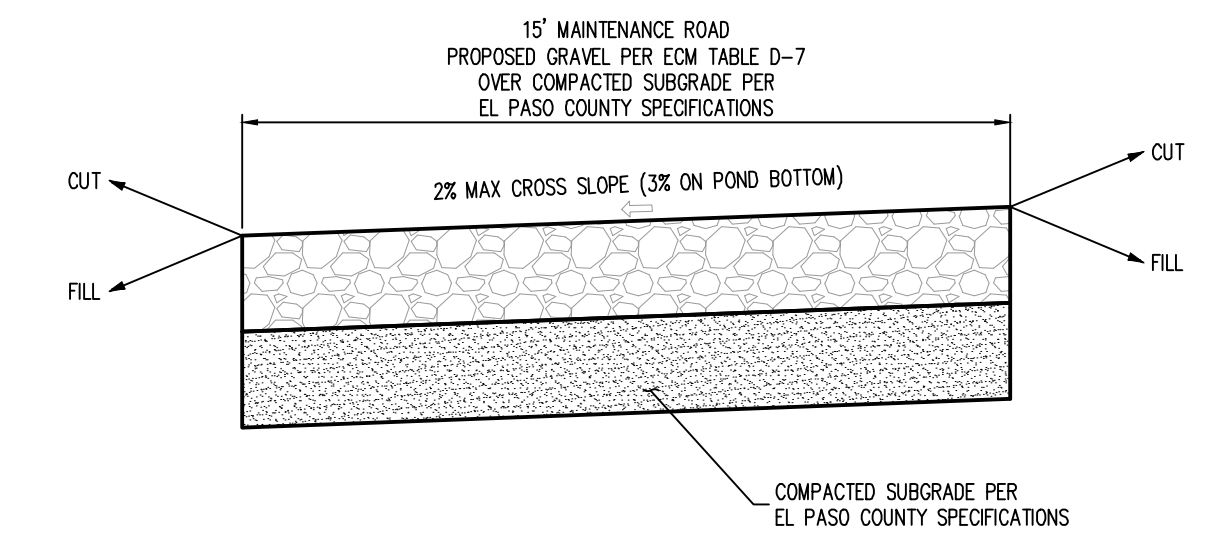 15' MAINTENANCE ROAD
PROPOSED GRAVEL PER ECM TABLE D-7
OVER COMPACTED SUBGRADE PER
EL PASO COUNTY SPECIFICATIONS
CUT
CUT
2% MAX CROSS SLOPE (3% ON POND BOTTOM)
FILL
FILL
COMPACTED SUBGRADE PER
EL PASO COUNTY SPECIFICATIONS